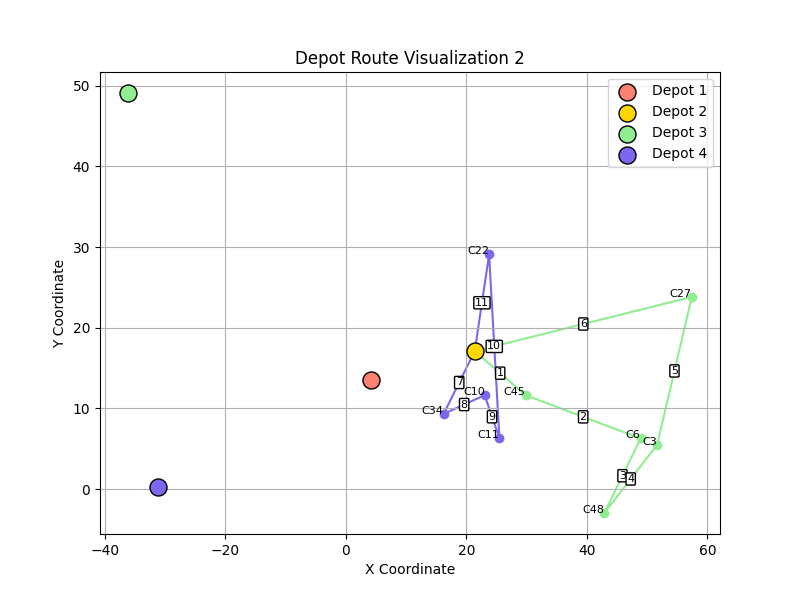 Depot Route Visualization 2
Depot 1
Depot 2
Depot 3
Depot 4
Y Coordinate
50
40
30
20
10
0
C22
C27
11
6
10
5
1
7
C10
C45
8
C34
9
2
C11
C6
C3
3
4
C48
−40
−20
0
20
40
60
X Coordinate